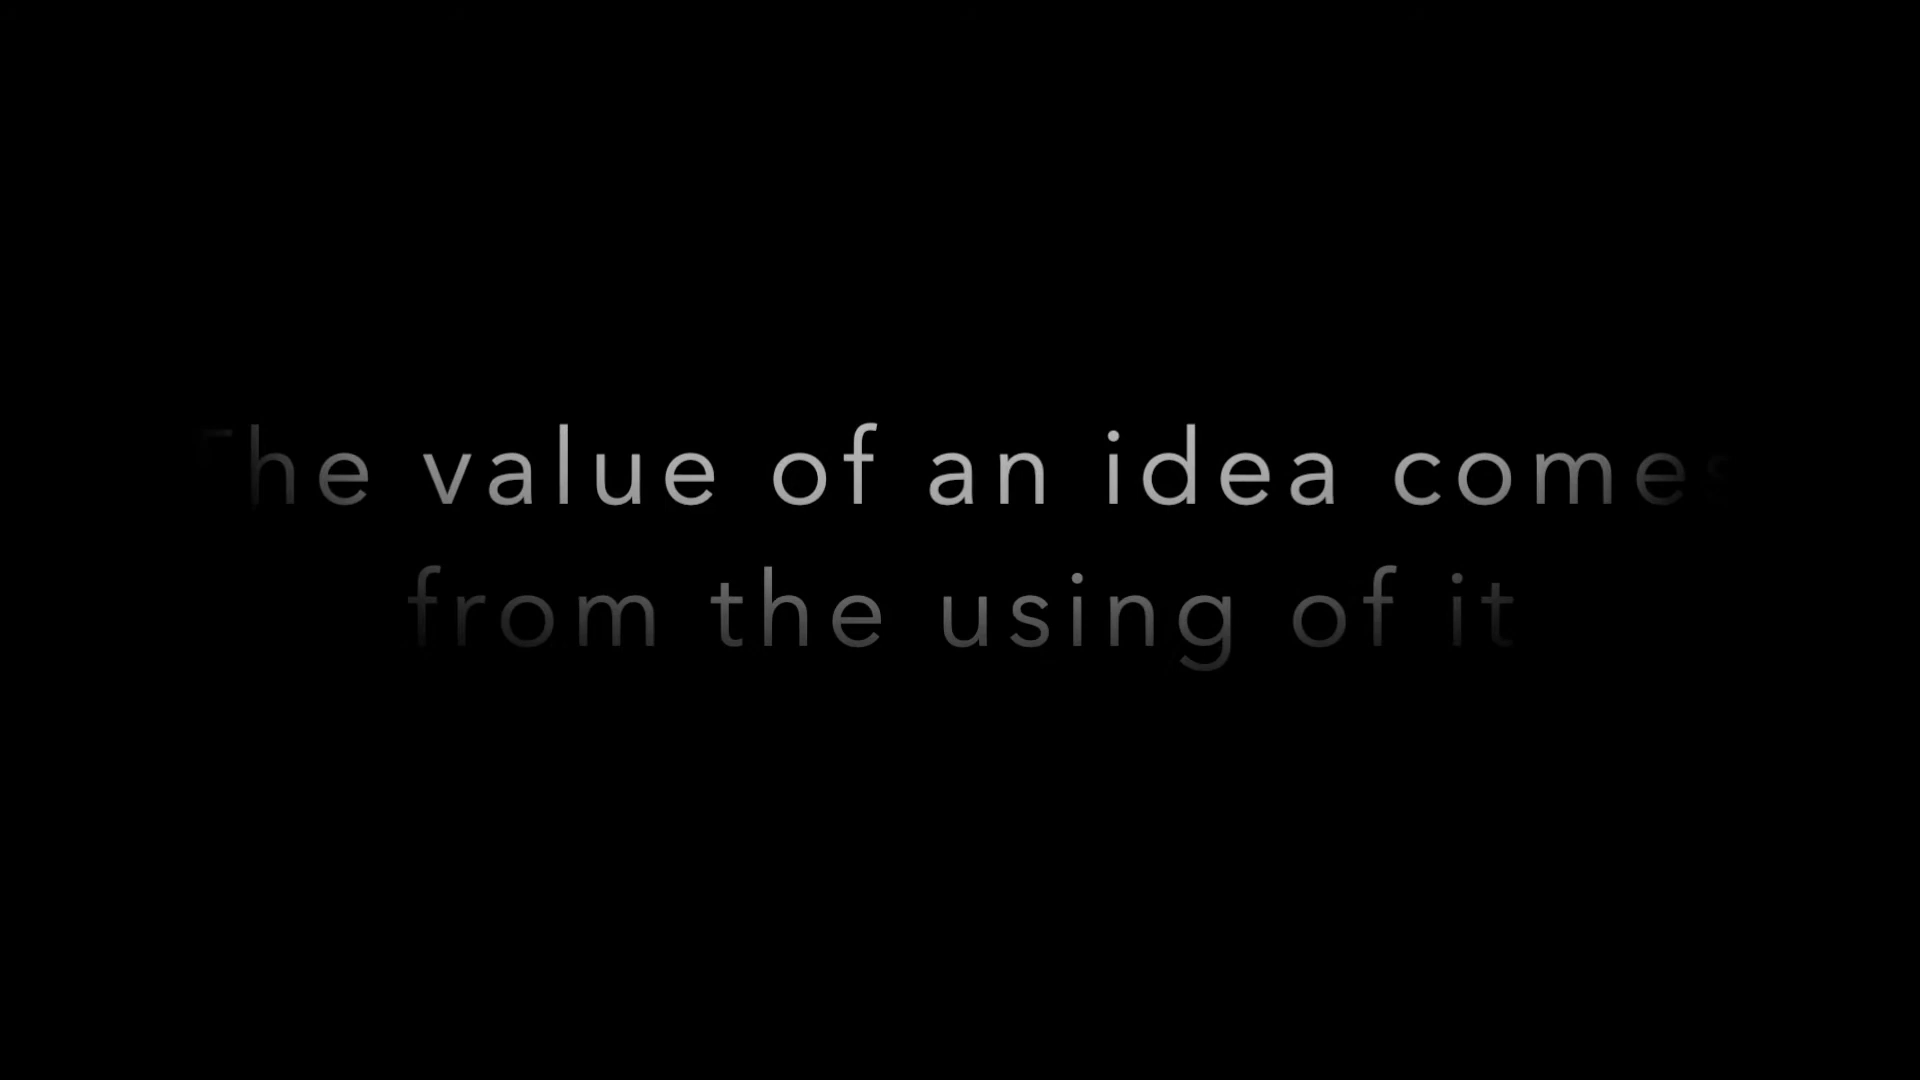 The value of an idea comes
from the using of it